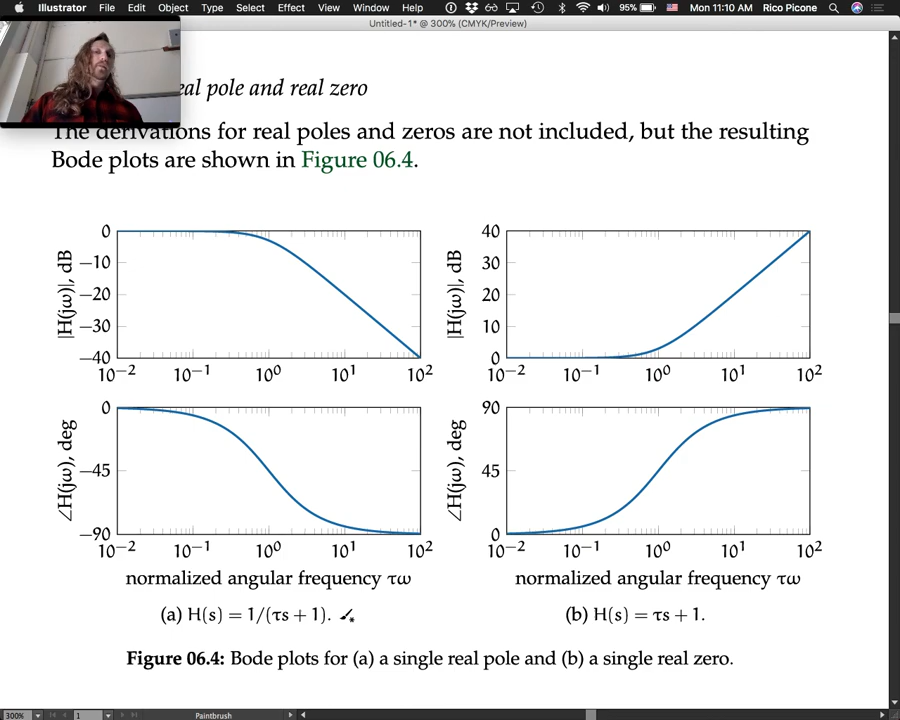 Illustrator File Edit Object Type Select Effect View Window Help 95% Mon 11:10 AM Rico Picone
Untitled-1* @ 300% (CMYK/Preview)
eal pole and real zero
The derivations for real poles and zeros are not included, but the resulting
Bode plots are shown in Figure 06.4.
|H(jω)|, dB
0
−10
−20
−30
−40
10⁻² 10⁻¹ 10⁰ 10¹ 10²
|H(jω)|, dB
40
30
20
10
0
10⁻² 10⁻¹ 10⁰ 10¹ 10²
∠H(jω), deg
0
−45
−90
10⁻² 10⁻¹ 10⁰ 10¹ 10²
normalized angular frequency τω
(a) H(s) = 1/(τs + 1).
∠H(jω), deg
90
45
0
10⁻² 10⁻¹ 10⁰ 10¹ 10²
normalized angular frequency τω
(b) H(s) = τs + 1.
Figure 06.4: Bode plots for (a) a single real pole and (b) a single real zero.
300% 1 Paintbrush